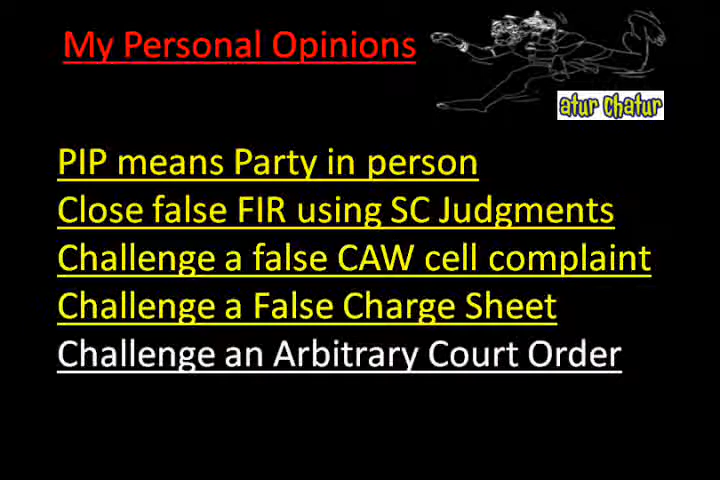 My Personal Opinions
atur chatur
PIP means Party in person
Close false FIR using SC Judgments
Challenge a false CAW cell complaint
Challenge a False Charge Sheet
Challenge an Arbitrary Court Order